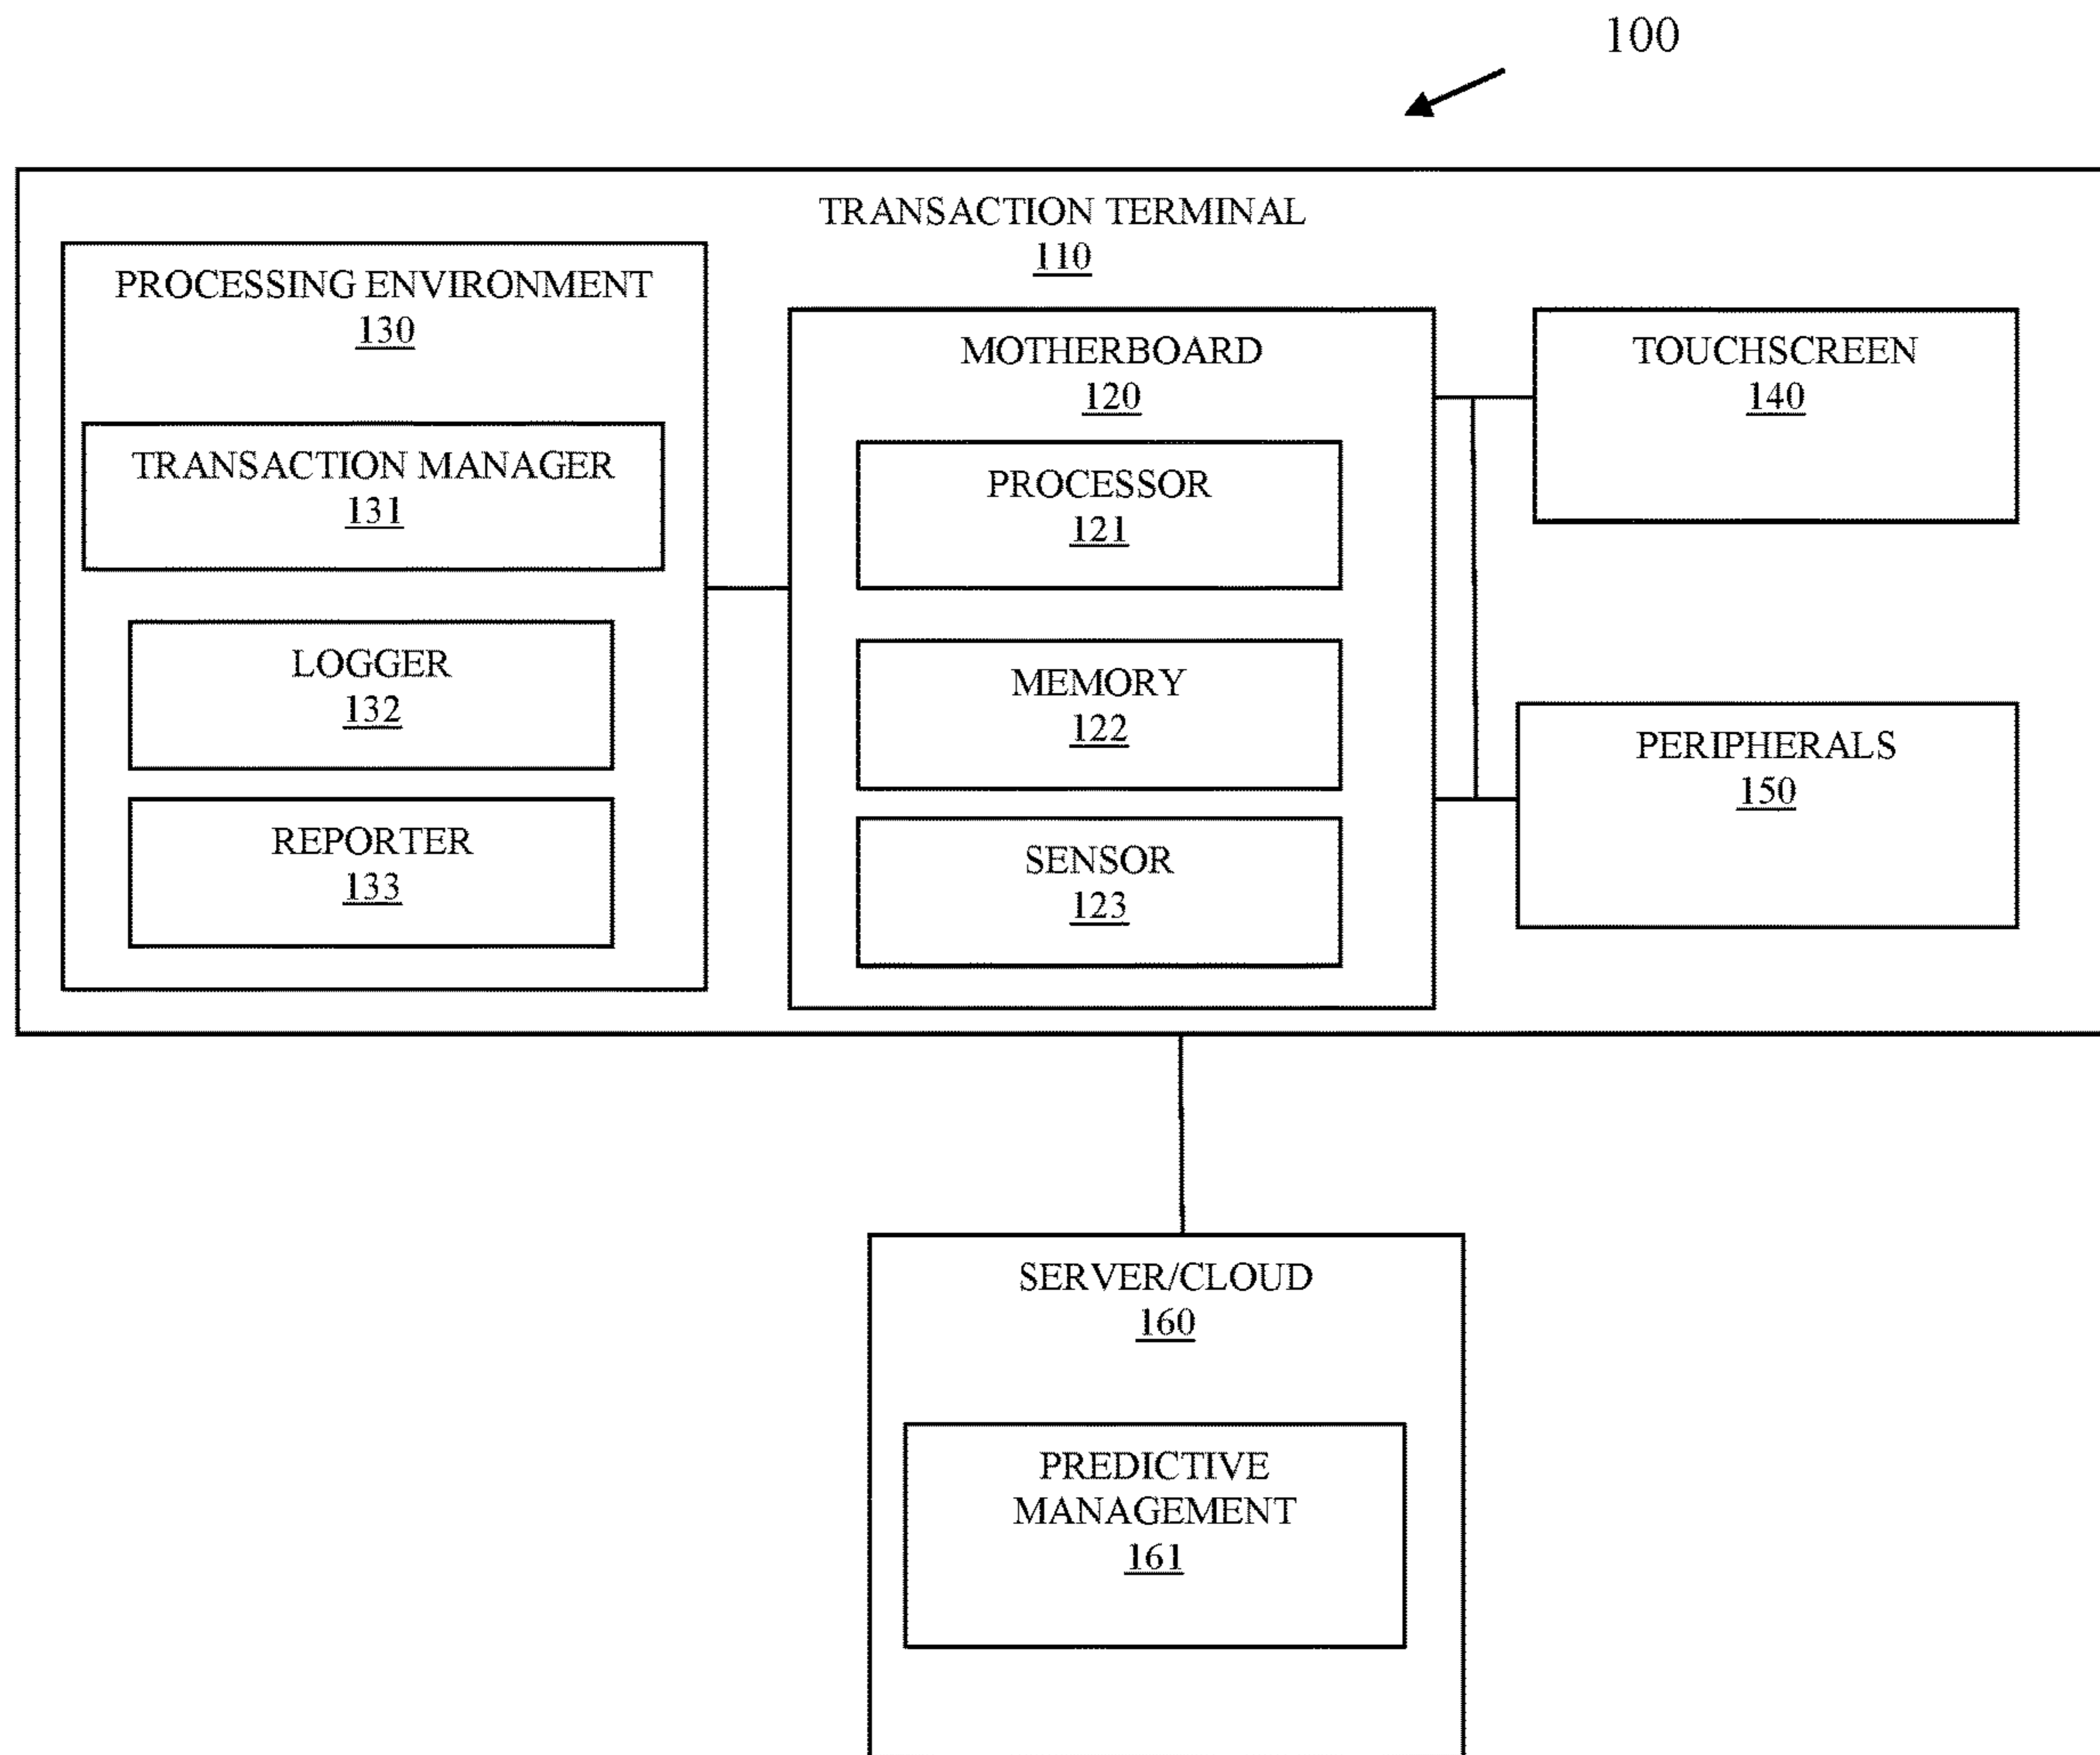 100
TRANSACTION TERMINAL
110
PROCESSING ENVIRONMENT
130
TRANSACTION MANAGER
131
LOGGER
132
REPORTER
133
MOTHERBOARD
120
PROCESSOR
121
MEMORY
122
SENSOR
123
TOUCHSCREEN
140
PERIPHERALS
150
SERVER/CLOUD
160
PREDICTIVE
MANAGEMENT
161